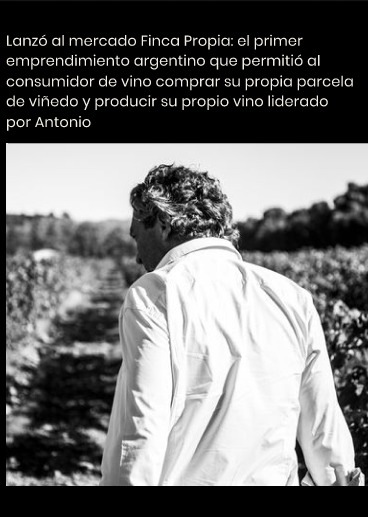 Lanzó al mercado Finca Propia: el primer
emprendimiento argentino que permitió al
consumidor de vino comprar su propia parcela
de viñedo y producir su propio vino liderado
por Antonio